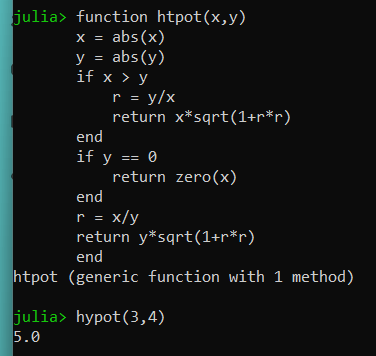 julia> function htpot(x,y)
       x = abs(x)
       y = abs(y)
       if x > y
           r = y/x
           return x*sqrt(1+r*r)
       end
       if y == 0
           return zero(x)
       end
       r = x/y
       return y*sqrt(1+r*r)
       end
htpot (generic function with 1 method)

julia> hypot(3,4)
5.0